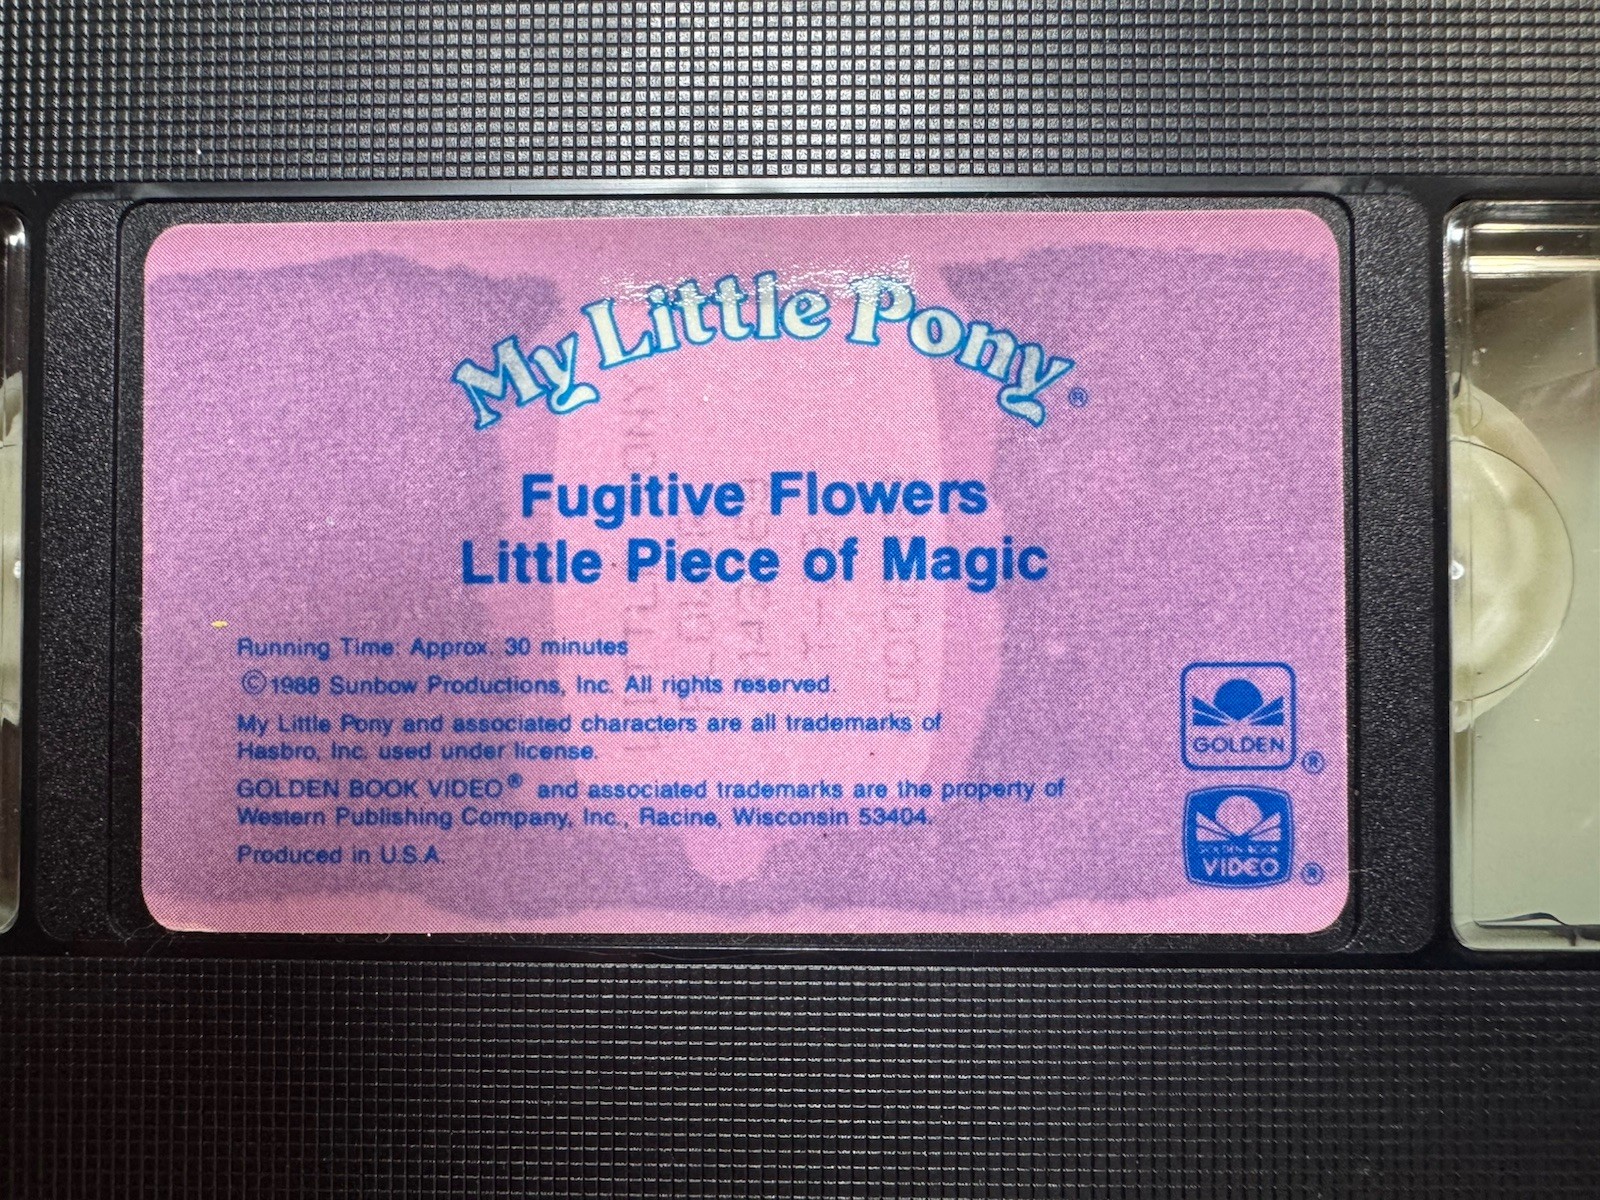 My Little Pony®
Fugitive Flowers
Little Piece of Magic
Running Time: Approx. 30 minutes
©1988 Sunbow Productions, Inc. All rights reserved.
My Little Pony and associated characters are all trademarks of
Hasbro, Inc. used under license.
GOLDEN BOOK VIDEO® and associated trademarks are the property of
Western Publishing Company, Inc., Racine, Wisconsin 53404.
Produced in U.S.A.
GOLDEN®
GOLDEN BOOK
VIDEO®